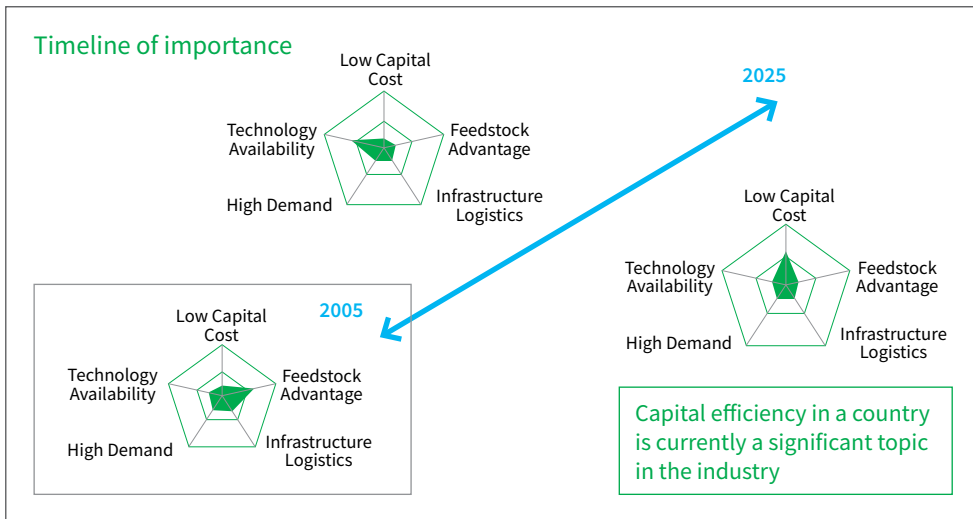 Timeline of importance
Low Capital
Cost
Technology
Availability
Feedstock
Advantage
High Demand
Infrastructure
Logistics
2025
Low Capital
Cost
Technology
Availability
Feedstock
Advantage
High Demand
Infrastructure
Logistics
2005
Low Capital
Cost
Technology
Availability
Feedstock
Advantage
High Demand
Infrastructure
Logistics
Capital efficiency in a country
is currently a significant topic
in the industry